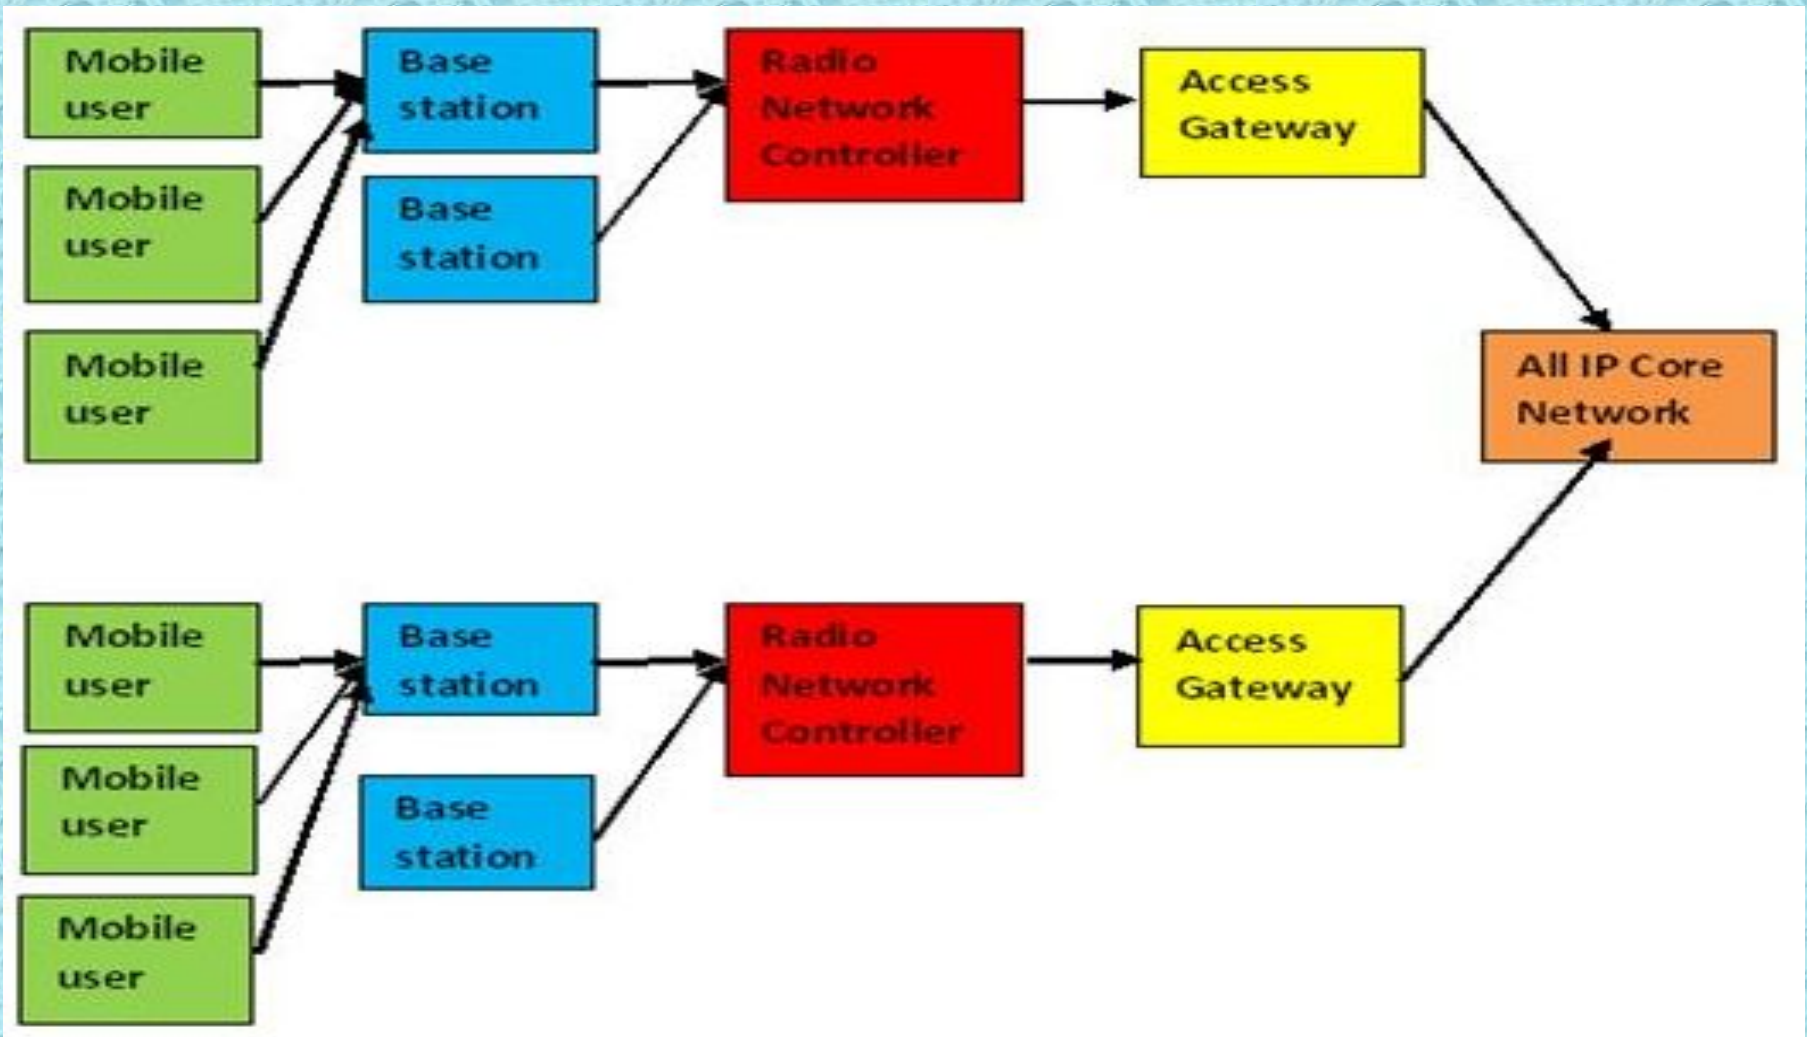 Mobile
user
Base
station
Radio
Network
Controller
Access
Gateway
Mobile
user
Base
station
Mobile
user
All IP Core
Network
Mobile
user
Base
station
Radio
Network
Controller
Access
Gateway
Mobile
user
Base
station
Mobile
user